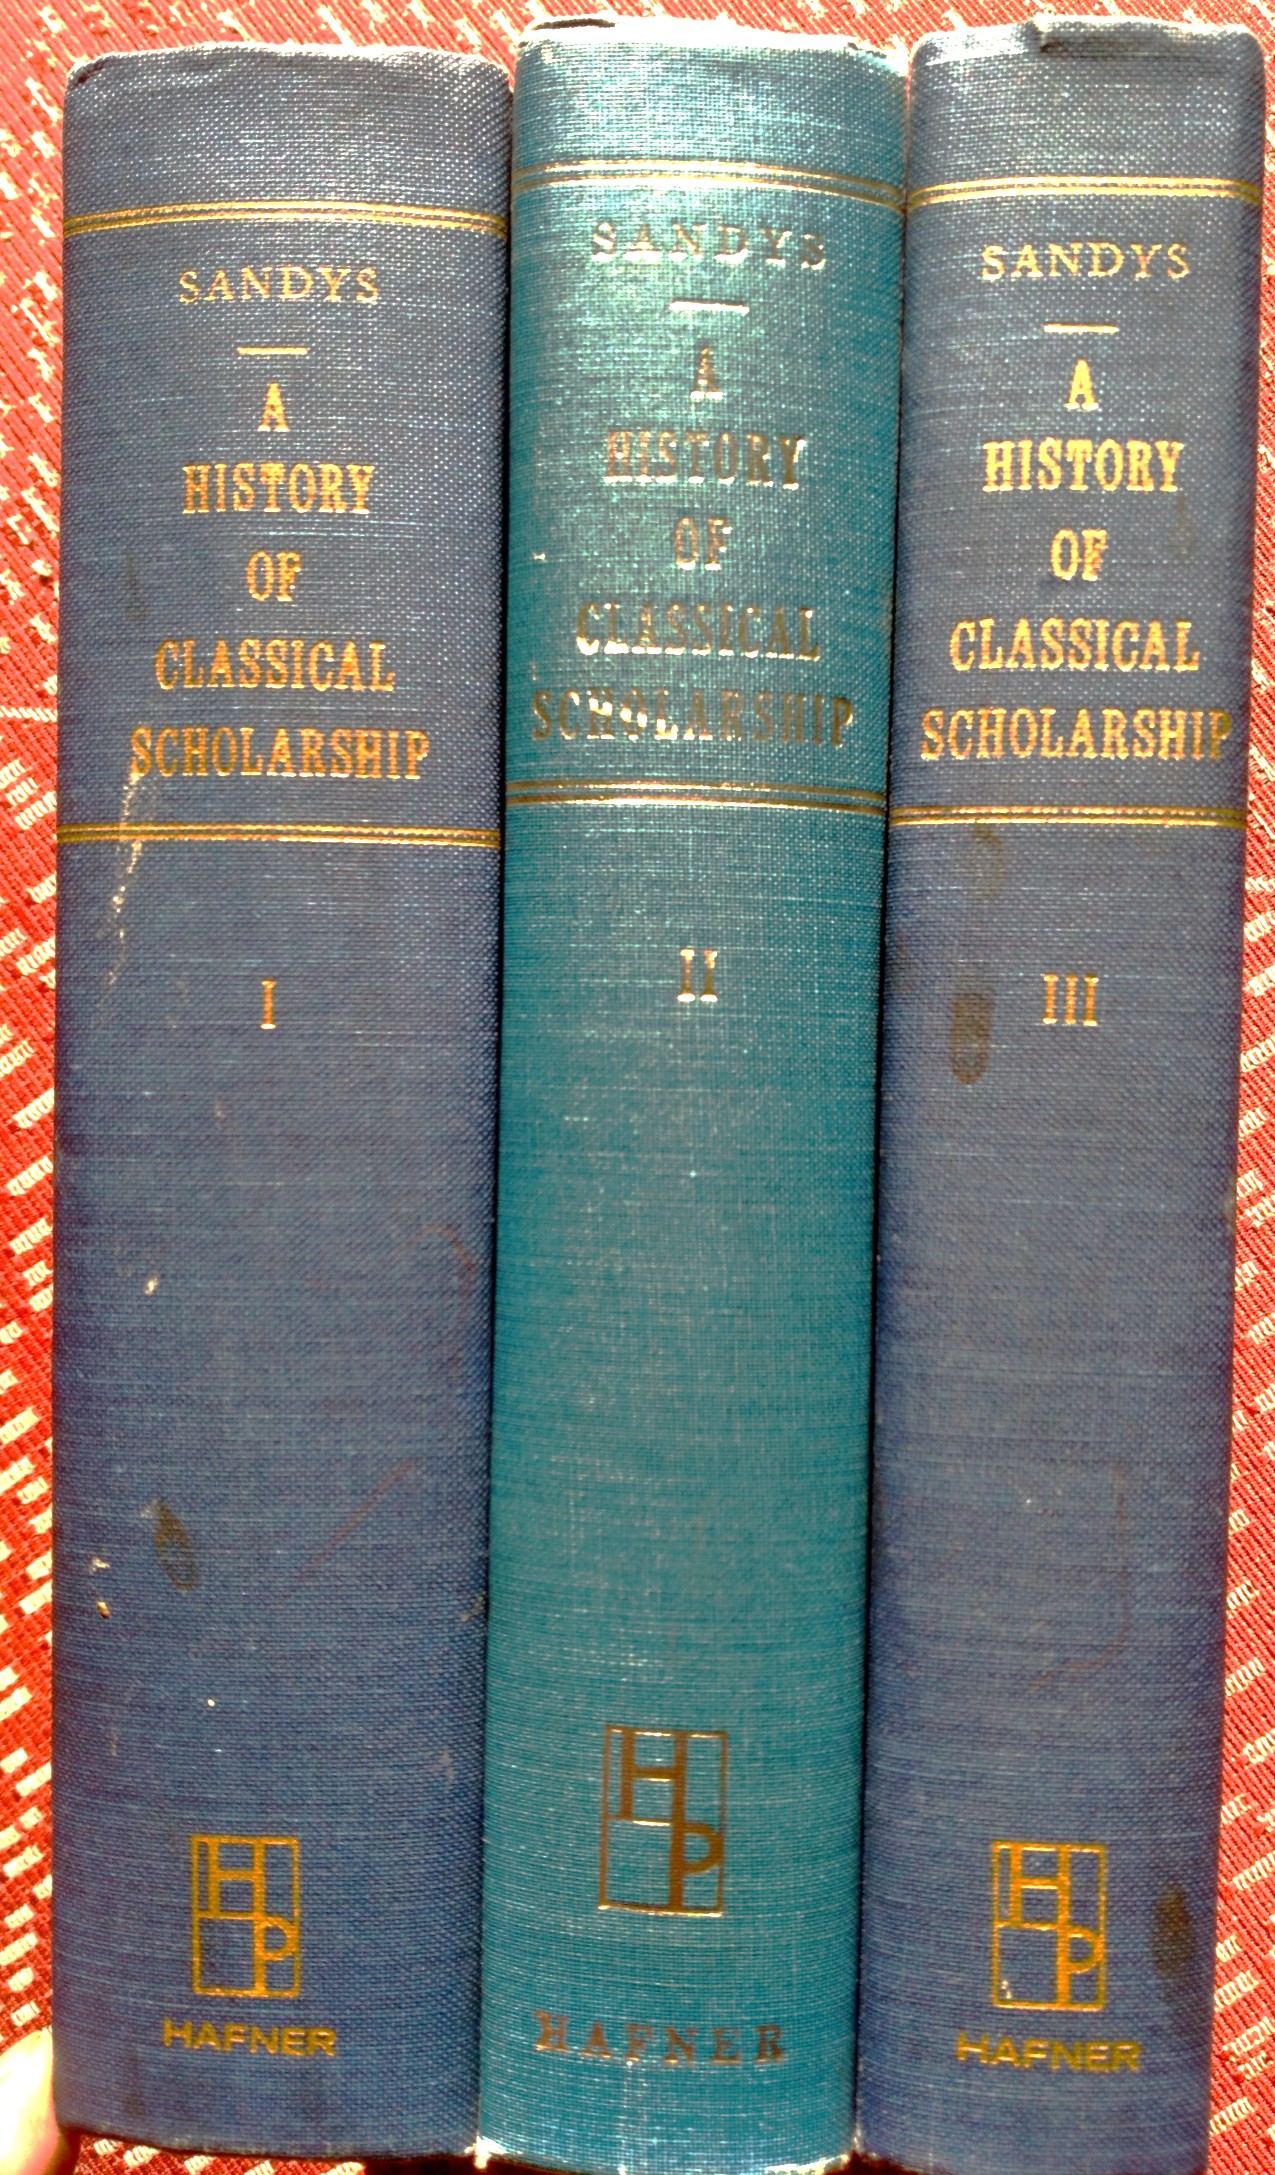 SANDYS
A
HISTORY
OF
CLASSICAL
SCHOLARSHIP
I
HP
HAFNER
SANDYS
A
HISTORY
OF
CLASSICAL
SCHOLARSHIP
II
HP
HAFNER
SANDYS
A
HISTORY
OF
CLASSICAL
SCHOLARSHIP
III
HP
HAFNER